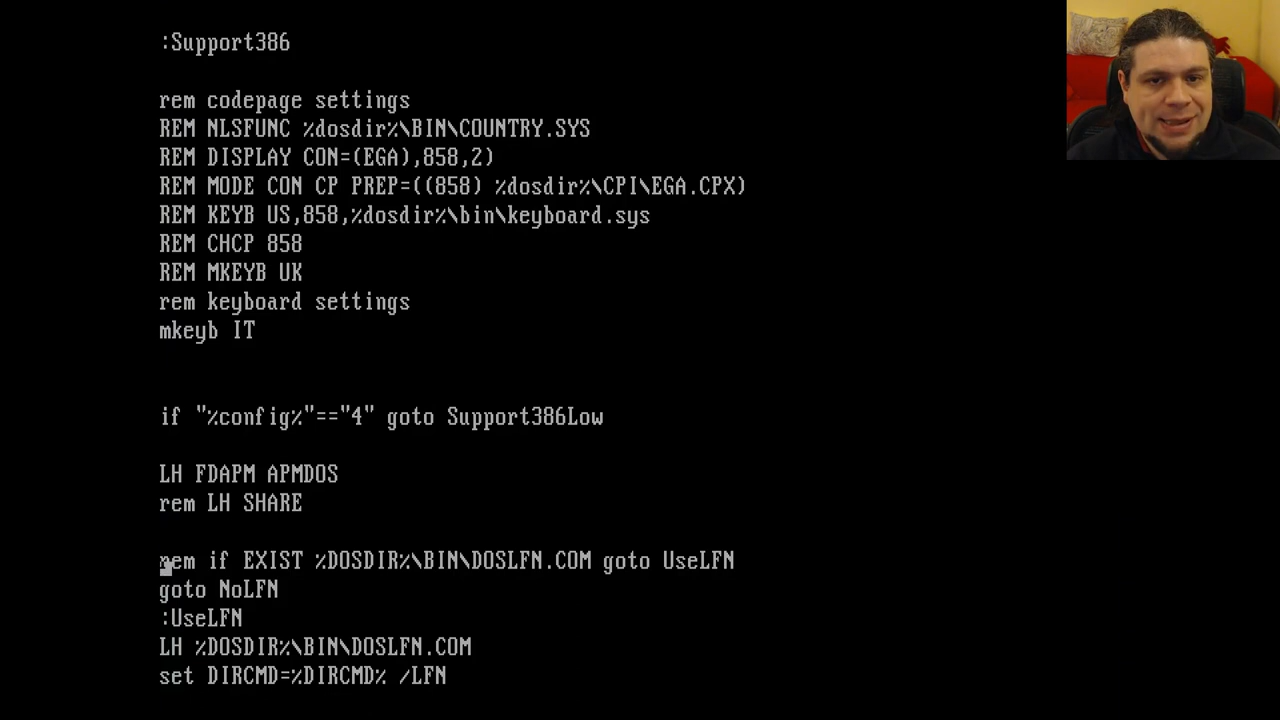 :Support386
rem codepage settings
REM NLSFUNC %dosdir%\BIN\COUNTRY.SYS
REM DISPLAY CON=(EGA),858,2)
REM MODE CON CP PREP=((858) %dosdir%\CPI\EGA.CPX)
REM KEYB US,858,%dosdir%\bin\keyboard.sys
REM CHCP 858
REM MKEYB UK
rem keyboard settings
mkeyb IT
if "%config%"=="4" goto Support386Low
LH FDAPM APMDOS
rem LH SHARE
rem if EXIST %DOSDIR%\BIN\DOSLFN.COM goto UseLFN
goto NoLFN
:UseLFN
LH %DOSDIR%\BIN\DOSLFN.COM
set DIRCMD=%DIRCMD% /LFN